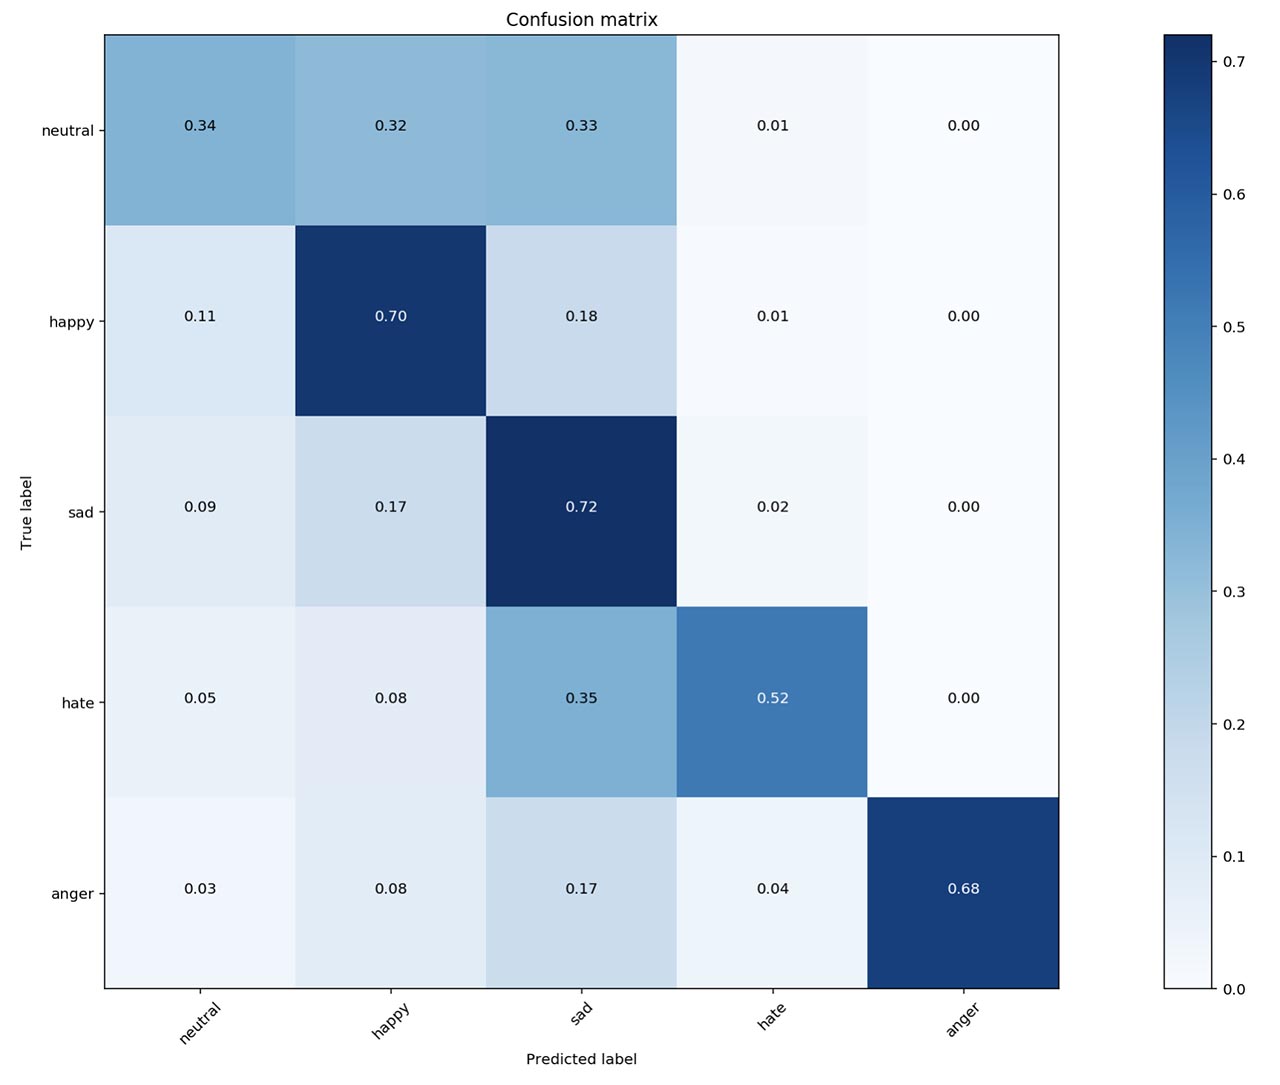 Confusion matrix
neutral 0.34 0.32 0.33 0.01 0.00
happy 0.11 0.70 0.18 0.01 0.00
sad 0.09 0.17 0.72 0.02 0.00
hate 0.05 0.08 0.35 0.52 0.00
anger 0.03 0.08 0.17 0.04 0.68
neutral happy sad hate anger
True label
Predicted label
0.7
0.6
0.5
0.4
0.3
0.2
0.1
0.0